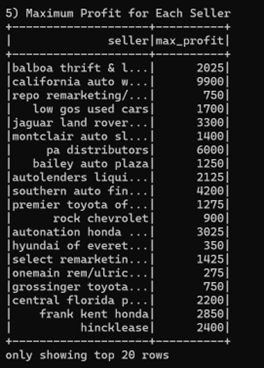 5) Maximum Profit for Each Seller
+--------------------+----------+
|              seller|max_profit|
+--------------------+----------+
|balboa thrift & l...|      2025|
|california auto w...|      9900|
|repo remarketing/...|       750|
|   low gos used cars|      1700|
|jaguar land rover...|      3300|
|montclair auto sl...|      1400|
|     pa distributors|      6000|
|   bailey auto plaza|      1250|
|autolenders liqui...|      2125|
|southern auto fin...|      4200|
|premier toyota of...|      1275|
|      rock chevrolet|       900|
|autonation honda ...|      3025|
|hyundai of everet...|       350|
|select remarketin...|      1425|
|onemain rem/ulric...|       275|
|grossinger toyota...|       750|
|central florida p...|      2200|
|    frank kent honda|      2850|
|          hincklease|      2400|
+--------------------+----------+
only showing top 20 rows